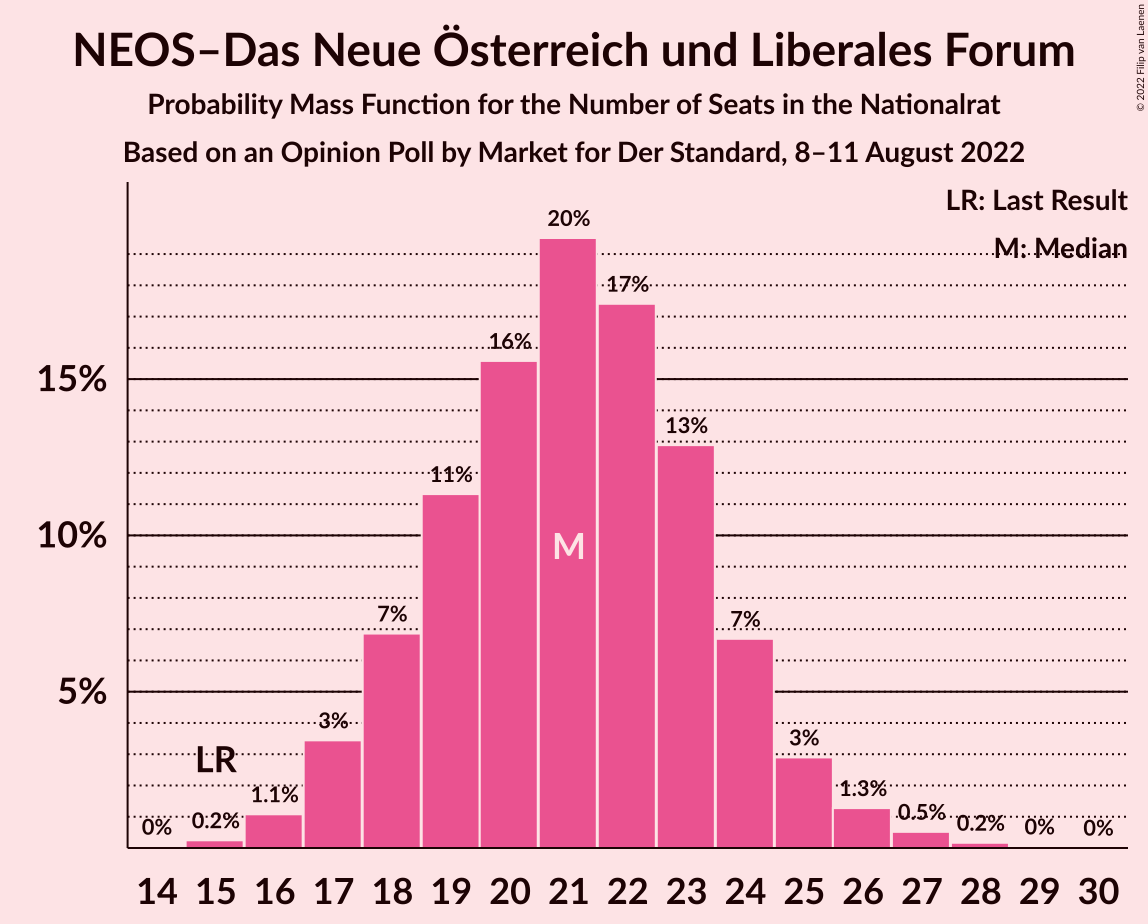 NEOS–Das Neue Österreich und Liberales Forum
Probability Mass Function for the Number of Seats in the Nationalrat
Based on an Opinion Poll by Market for Der Standard, 8–11 August 2022
© 2022 Filip van Laenen
LR: Last Result
M: Median
20%
17%
16%
15%
13%
11%
10%
M
7%
7%
5%
3%
3%
LR
1.1%
1.3%
0%
0.2%
0.5%
0.2%
0%
0%
14 15 16 17 18 19 20 21 22 23 24 25 26 27 28 29 30